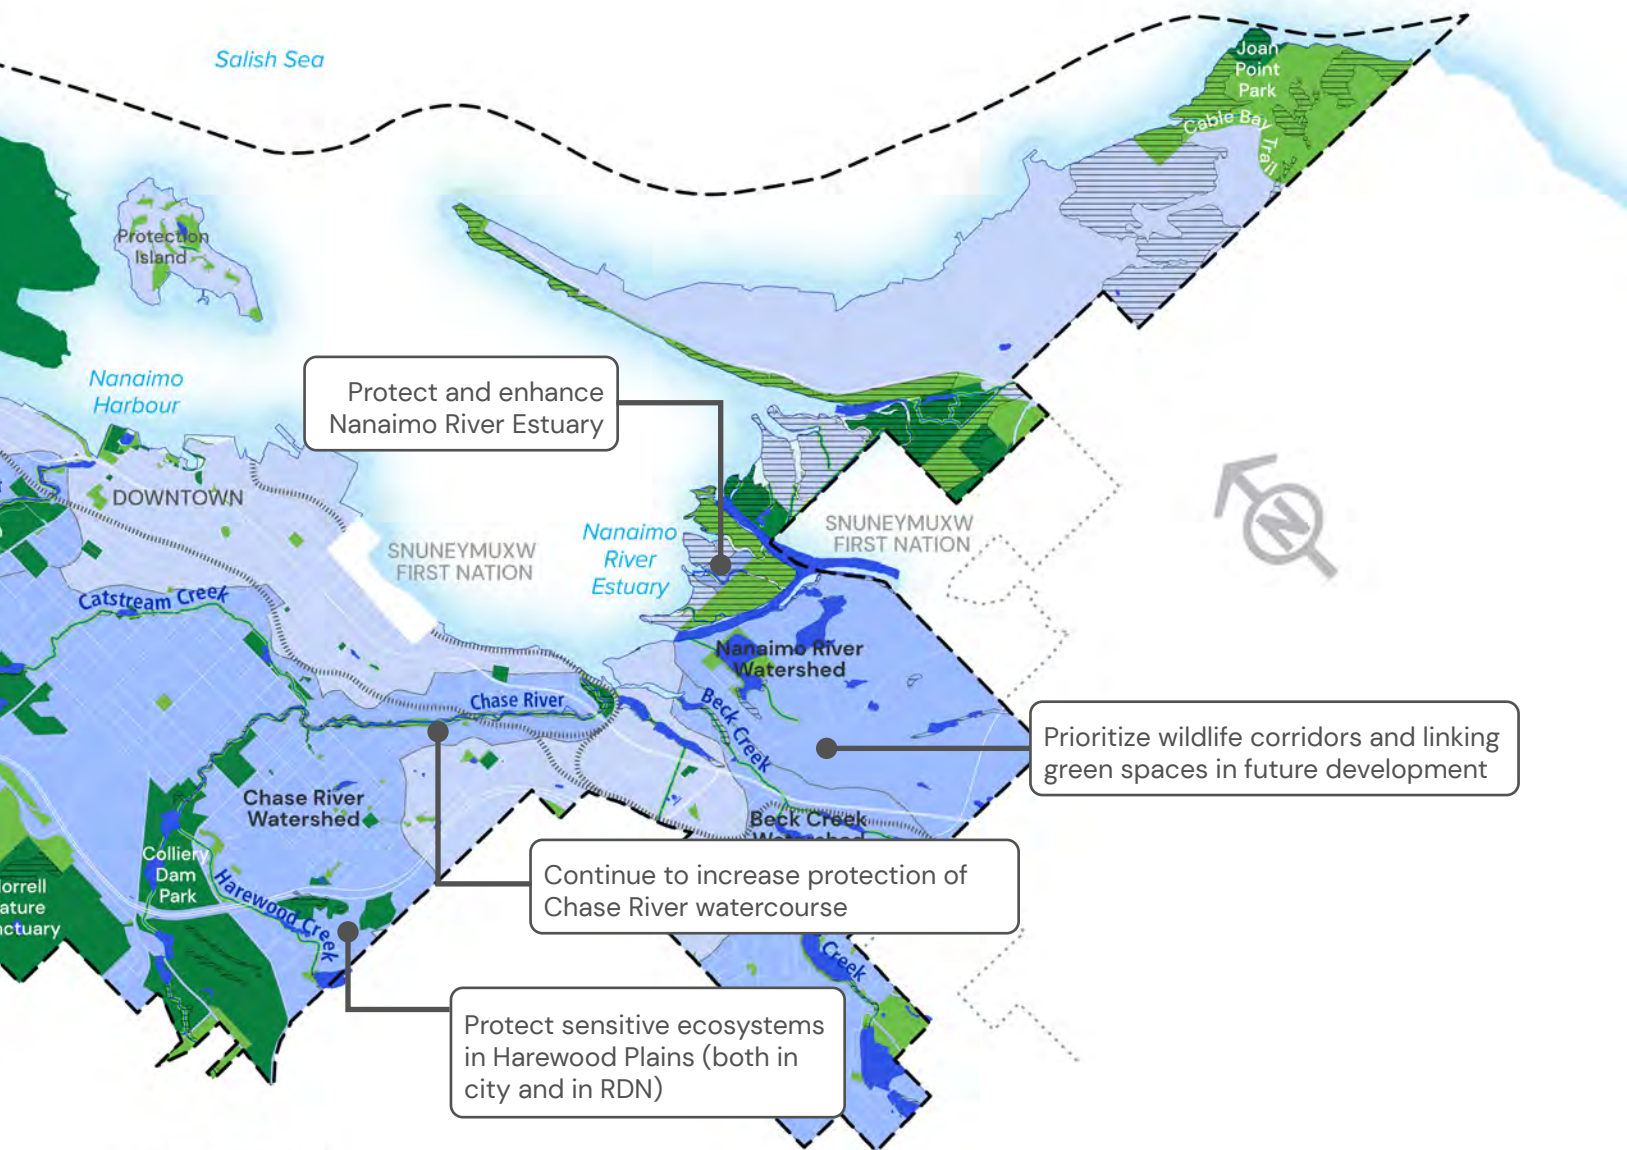 Salish Sea
Joan
Point
Park
Cable Bay Trail
Protection
Island
Nanaimo
Harbour
Protect and enhance
Nanaimo River Estuary
DOWNTOWN
SNUNEYMUXW
FIRST NATION
Nanaimo
River
Estuary
SNUNEYMUXW
FIRST NATION
N
Catstream Creek
Nanaimo River
Watershed
Chase River
Beck Creek
Prioritize wildlife corridors and linking
green spaces in future development
Chase River
Watershed
Beck Creek
Watershed
Colliery
Dam
Park
Harewood Creek
Continue to increase protection of
Chase River watercourse
Creek
Protect sensitive ecosystems
in Harewood Plains (both in
city and in RDN)